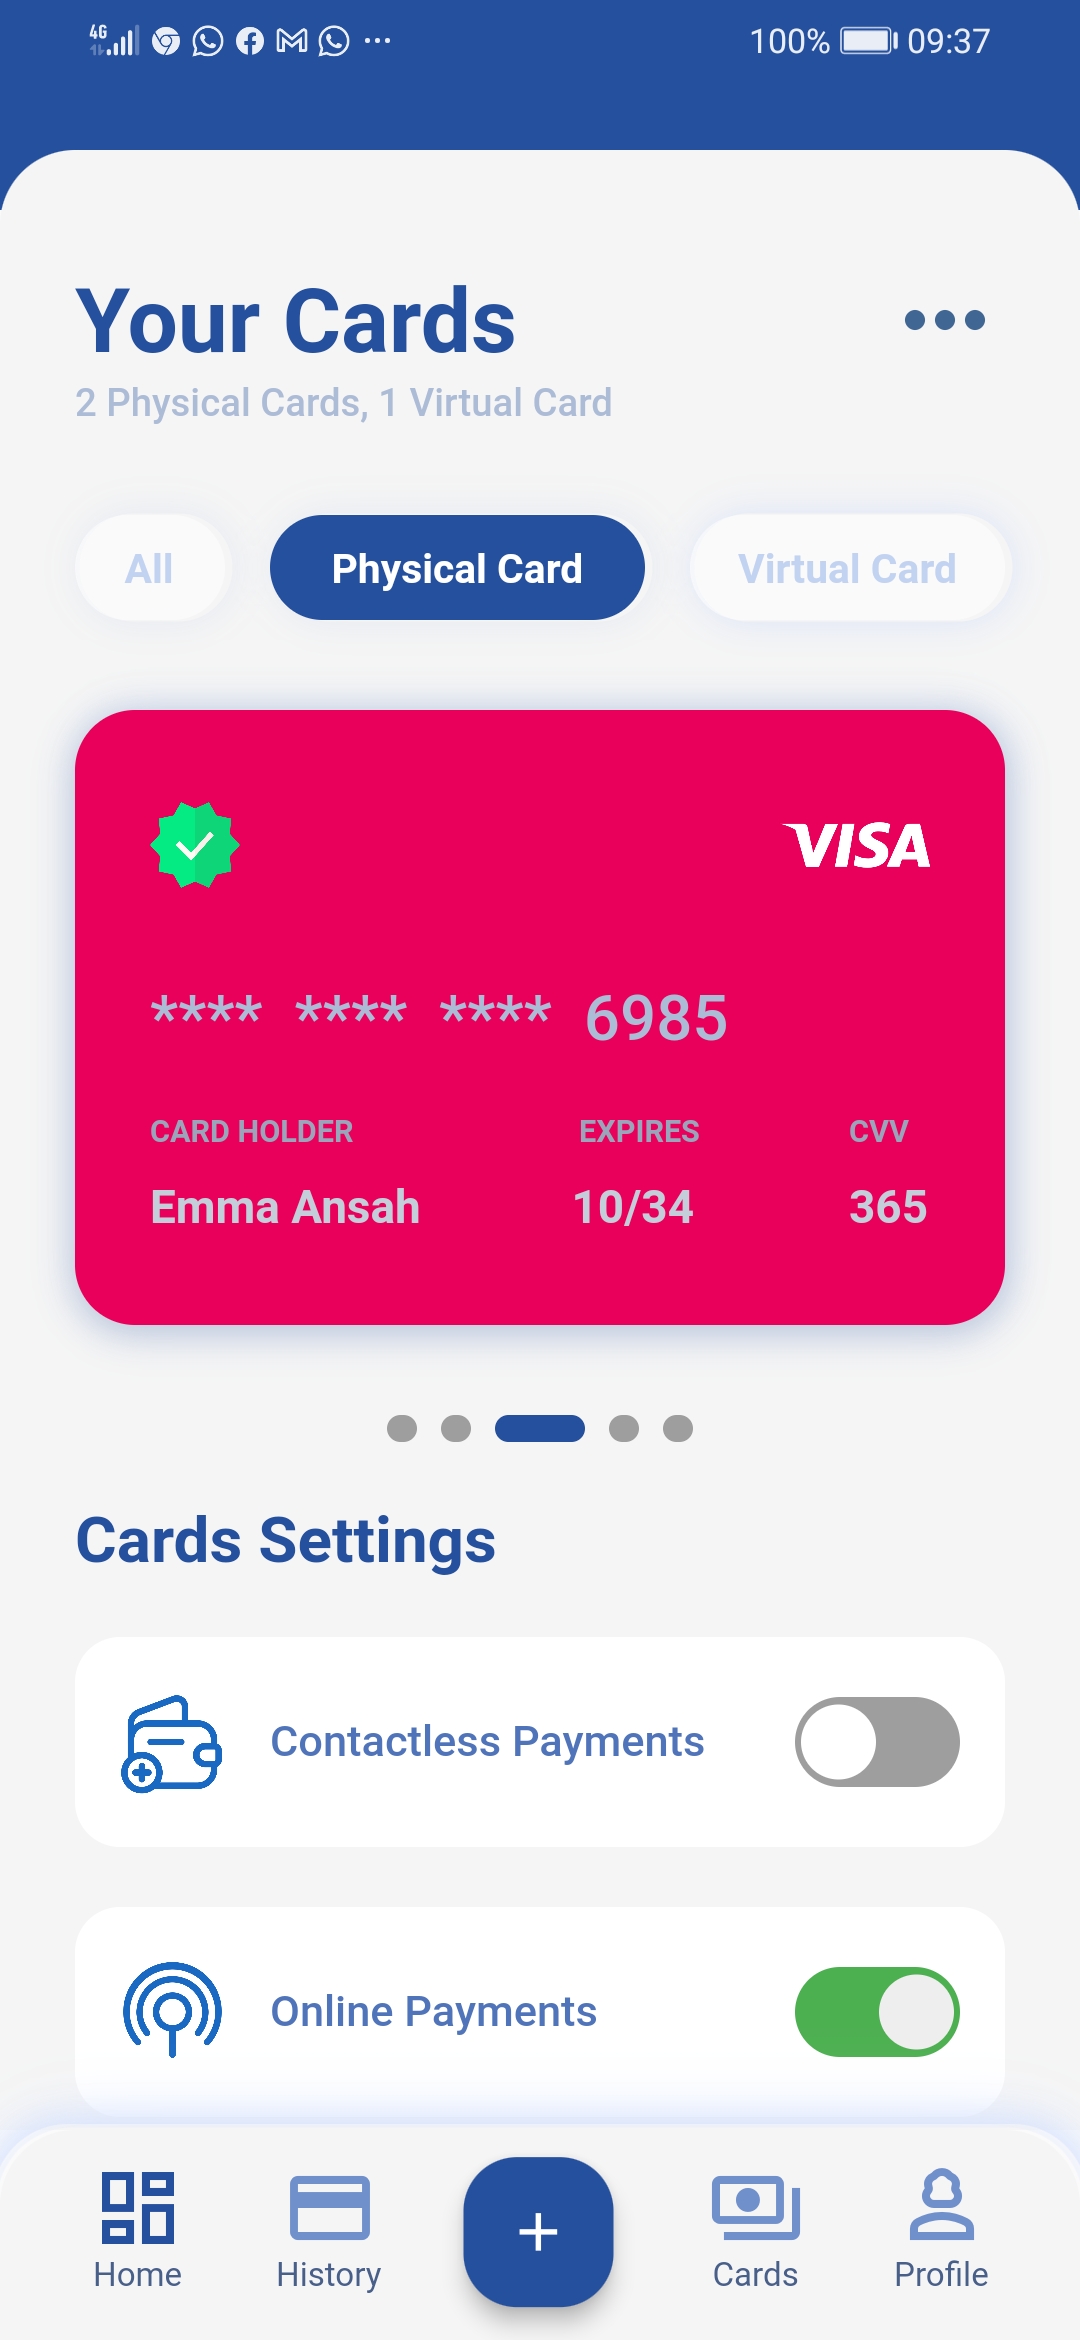 4G 100% 09:37
Your Cards
2 Physical Cards, 1 Virtual Card
All Physical Card Virtual Card
VISA
**** **** **** 6985
CARD HOLDER EXPIRES CVV
Emma Ansah 10/34 365
Cards Settings
Contactless Payments
Online Payments
+
Home History Cards Profile